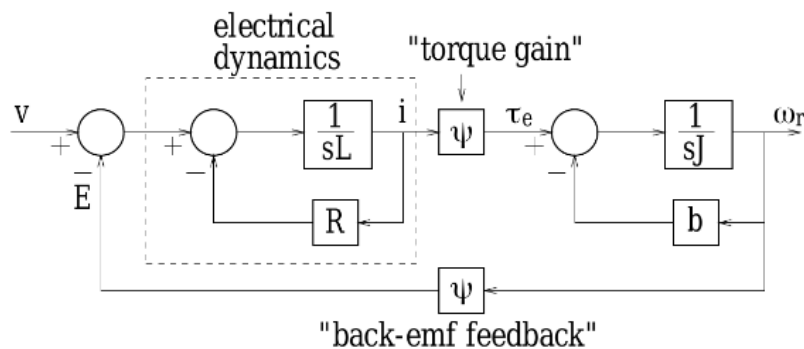 electrical
dynamics
"torque gain"
v
+
−
E
+
−
1
sL
i
ψ
τe
+
−
1
sJ
ωr
R
b
ψ
"back-emf feedback"